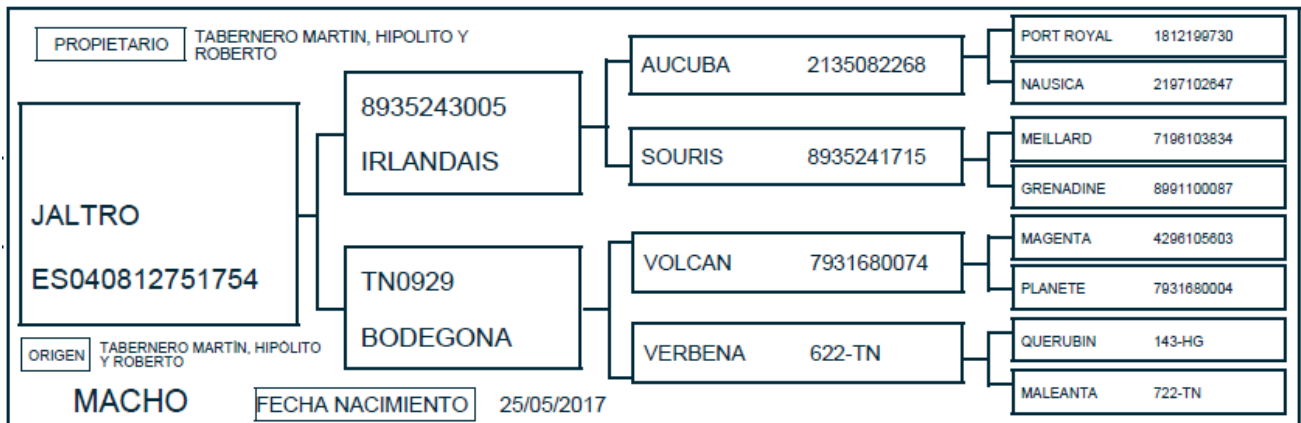 PROPIETARIO
TABERNERO MARTIN, HIPOLITO Y
ROBERTO
JALTRO
ES040812751754
ORIGEN
TABERNERO MARTÍN, HIPÓLITO
Y ROBERTO
MACHO
FECHA NACIMIENTO 25/05/2017
8935243005
IRLANDAIS
TN0929
BODEGONA
AUCUBA 2135082268
SOURIS 8935241715
VOLCAN 7931680074
VERBENA 622-TN
PORT ROYAL 1812199730
NAUSICA 2197102647
MEILLARD 7196103834
GRENADINE 8991100087
MAGENTA 4296105603
PLANETE 7931680004
QUERUBIN 143-HG
MALEANTA 722-TN